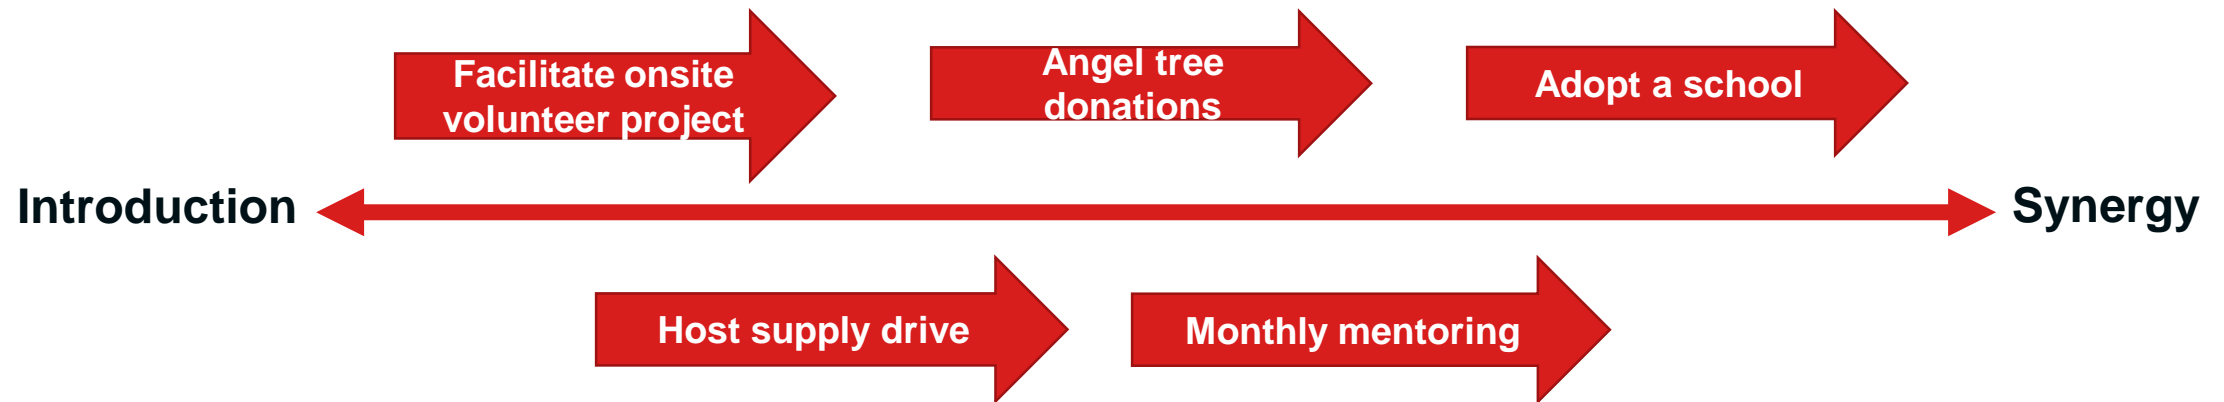 Facilitate onsite
volunteer project
Angel tree
donations
Adopt a school
Introduction
Synergy
Host supply drive
Monthly mentoring